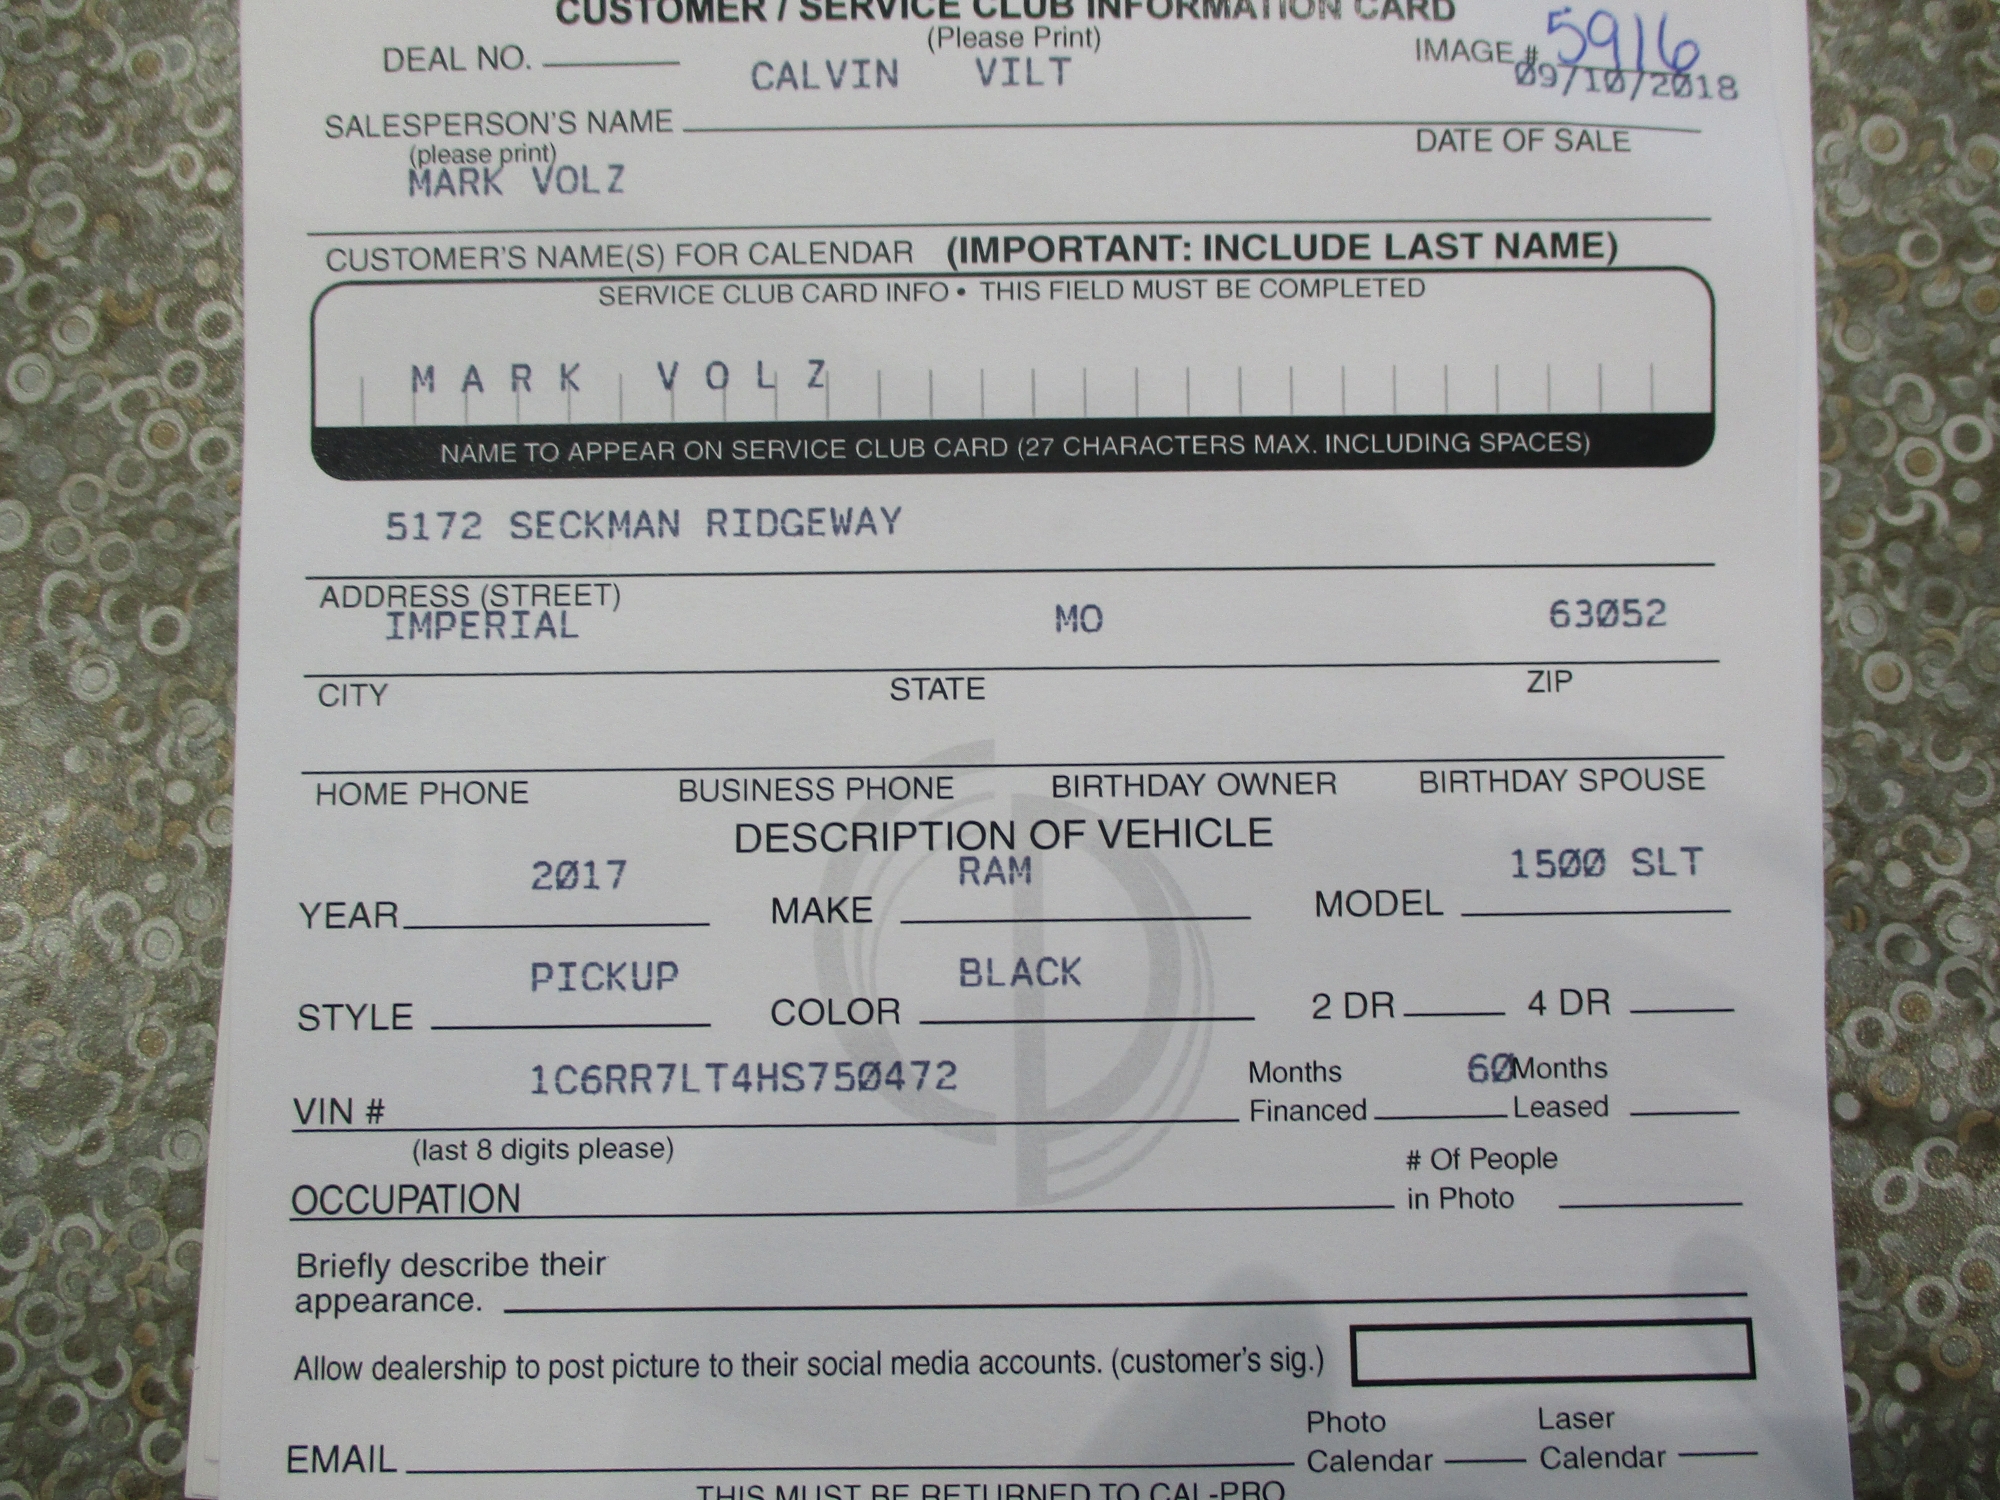 CUSTOMER / SERVICE CLUB INFORMATION CARD
(Please Print)
DEAL NO.
IMAGE # 5916
CALVIN VILT
09/10/2018
SALESPERSON'S NAME
DATE OF SALE
(please print)
MARK VOLZ
CUSTOMER'S NAME(S) FOR CALENDAR (IMPORTANT: INCLUDE LAST NAME)
SERVICE CLUB CARD INFO • THIS FIELD MUST BE COMPLETED
MARK VOLZ
NAME TO APPEAR ON SERVICE CLUB CARD (27 CHARACTERS MAX. INCLUDING SPACES)
5172 SECKMAN RIDGEWAY
ADDRESS (STREET)
IMPERIAL MO 63052
CITY STATE ZIP
HOME PHONE BUSINESS PHONE BIRTHDAY OWNER BIRTHDAY SPOUSE
DESCRIPTION OF VEHICLE
2017 RAM 1500 SLT
YEAR MAKE MODEL
PICKUP BLACK
STYLE COLOR 2 DR 4 DR
1C6RR7LT4HS750472 Months 60 Months
VIN # Financed Leased
(last 8 digits please)
# Of People
OCCUPATION in Photo
Briefly describe their
appearance.
Allow dealership to post picture to their social media accounts. (customer's sig.)
Photo Laser
EMAIL Calendar Calendar
THIS MUST BE RETURNED TO CAL-PRO